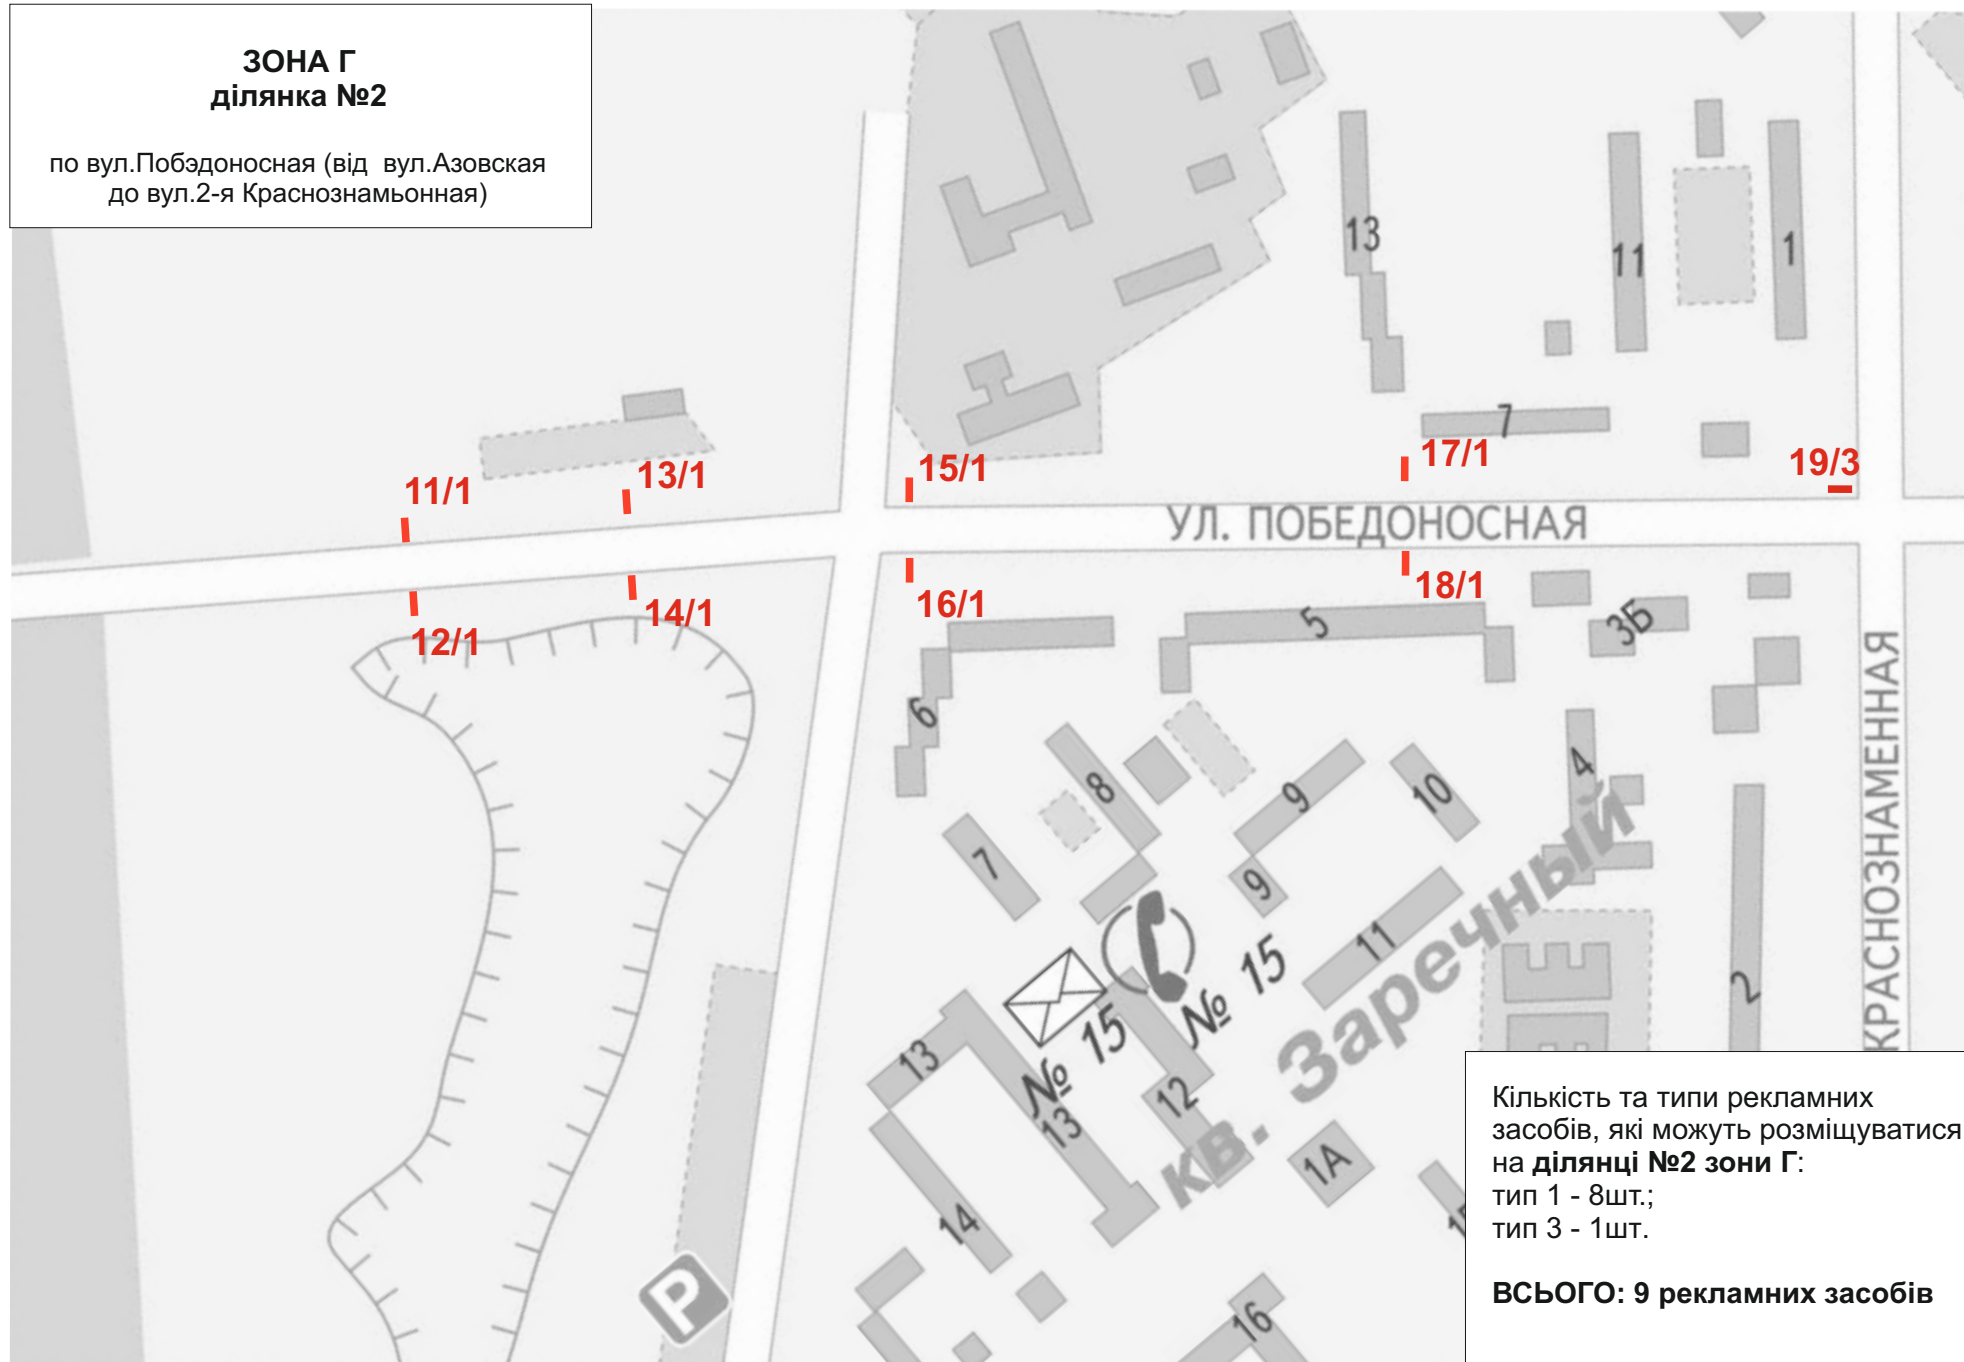 ЗОНА Г
ділянка №2
по вул.Побэдоносная (від вул.Азовская
до вул.2-я Краснознамьонная)
13
11
1
7
11/1
13/1
15/1
17/1
19/3
УЛ. ПОБЕДОНОСНАЯ
12/1
14/1
16/1
18/1
5
3Б
6
4
8
9
10
7
9
11
2
КРАСНОЗНАМЕННАЯ
№ 15
№ 15
кв. Заречный
13
13
12
1А
14
16
P
Кількість та типи рекламних
засобів, які можуть розміщуватися
на ділянці №2 зони Г:
тип 1 - 8шт.;
тип 3 - 1шт.
ВСЬОГО: 9 рекламних засобів